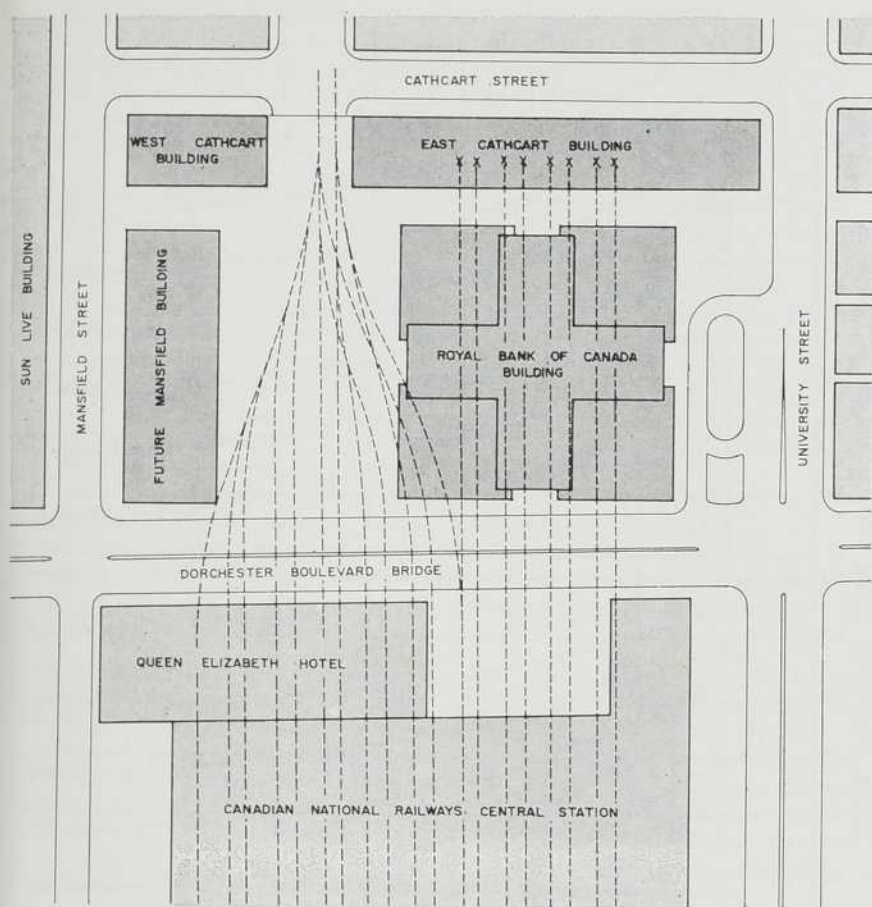 CATHCART STREET
WEST CATHCART
BUILDING
EAST CATHCART BUILDING
SUN LIVE BUILDING
MANSFIELD STREET
FUTURE MANSFIELD BUILDING
ROYAL BANK OF CANADA
BUILDING
UNIVERSITY STREET
DORCHESTER BOULEVARD BRIDGE
QUEEN ELIZABETH HOTEL
CANADIAN NATIONAL RAILWAYS CENTRAL STATION